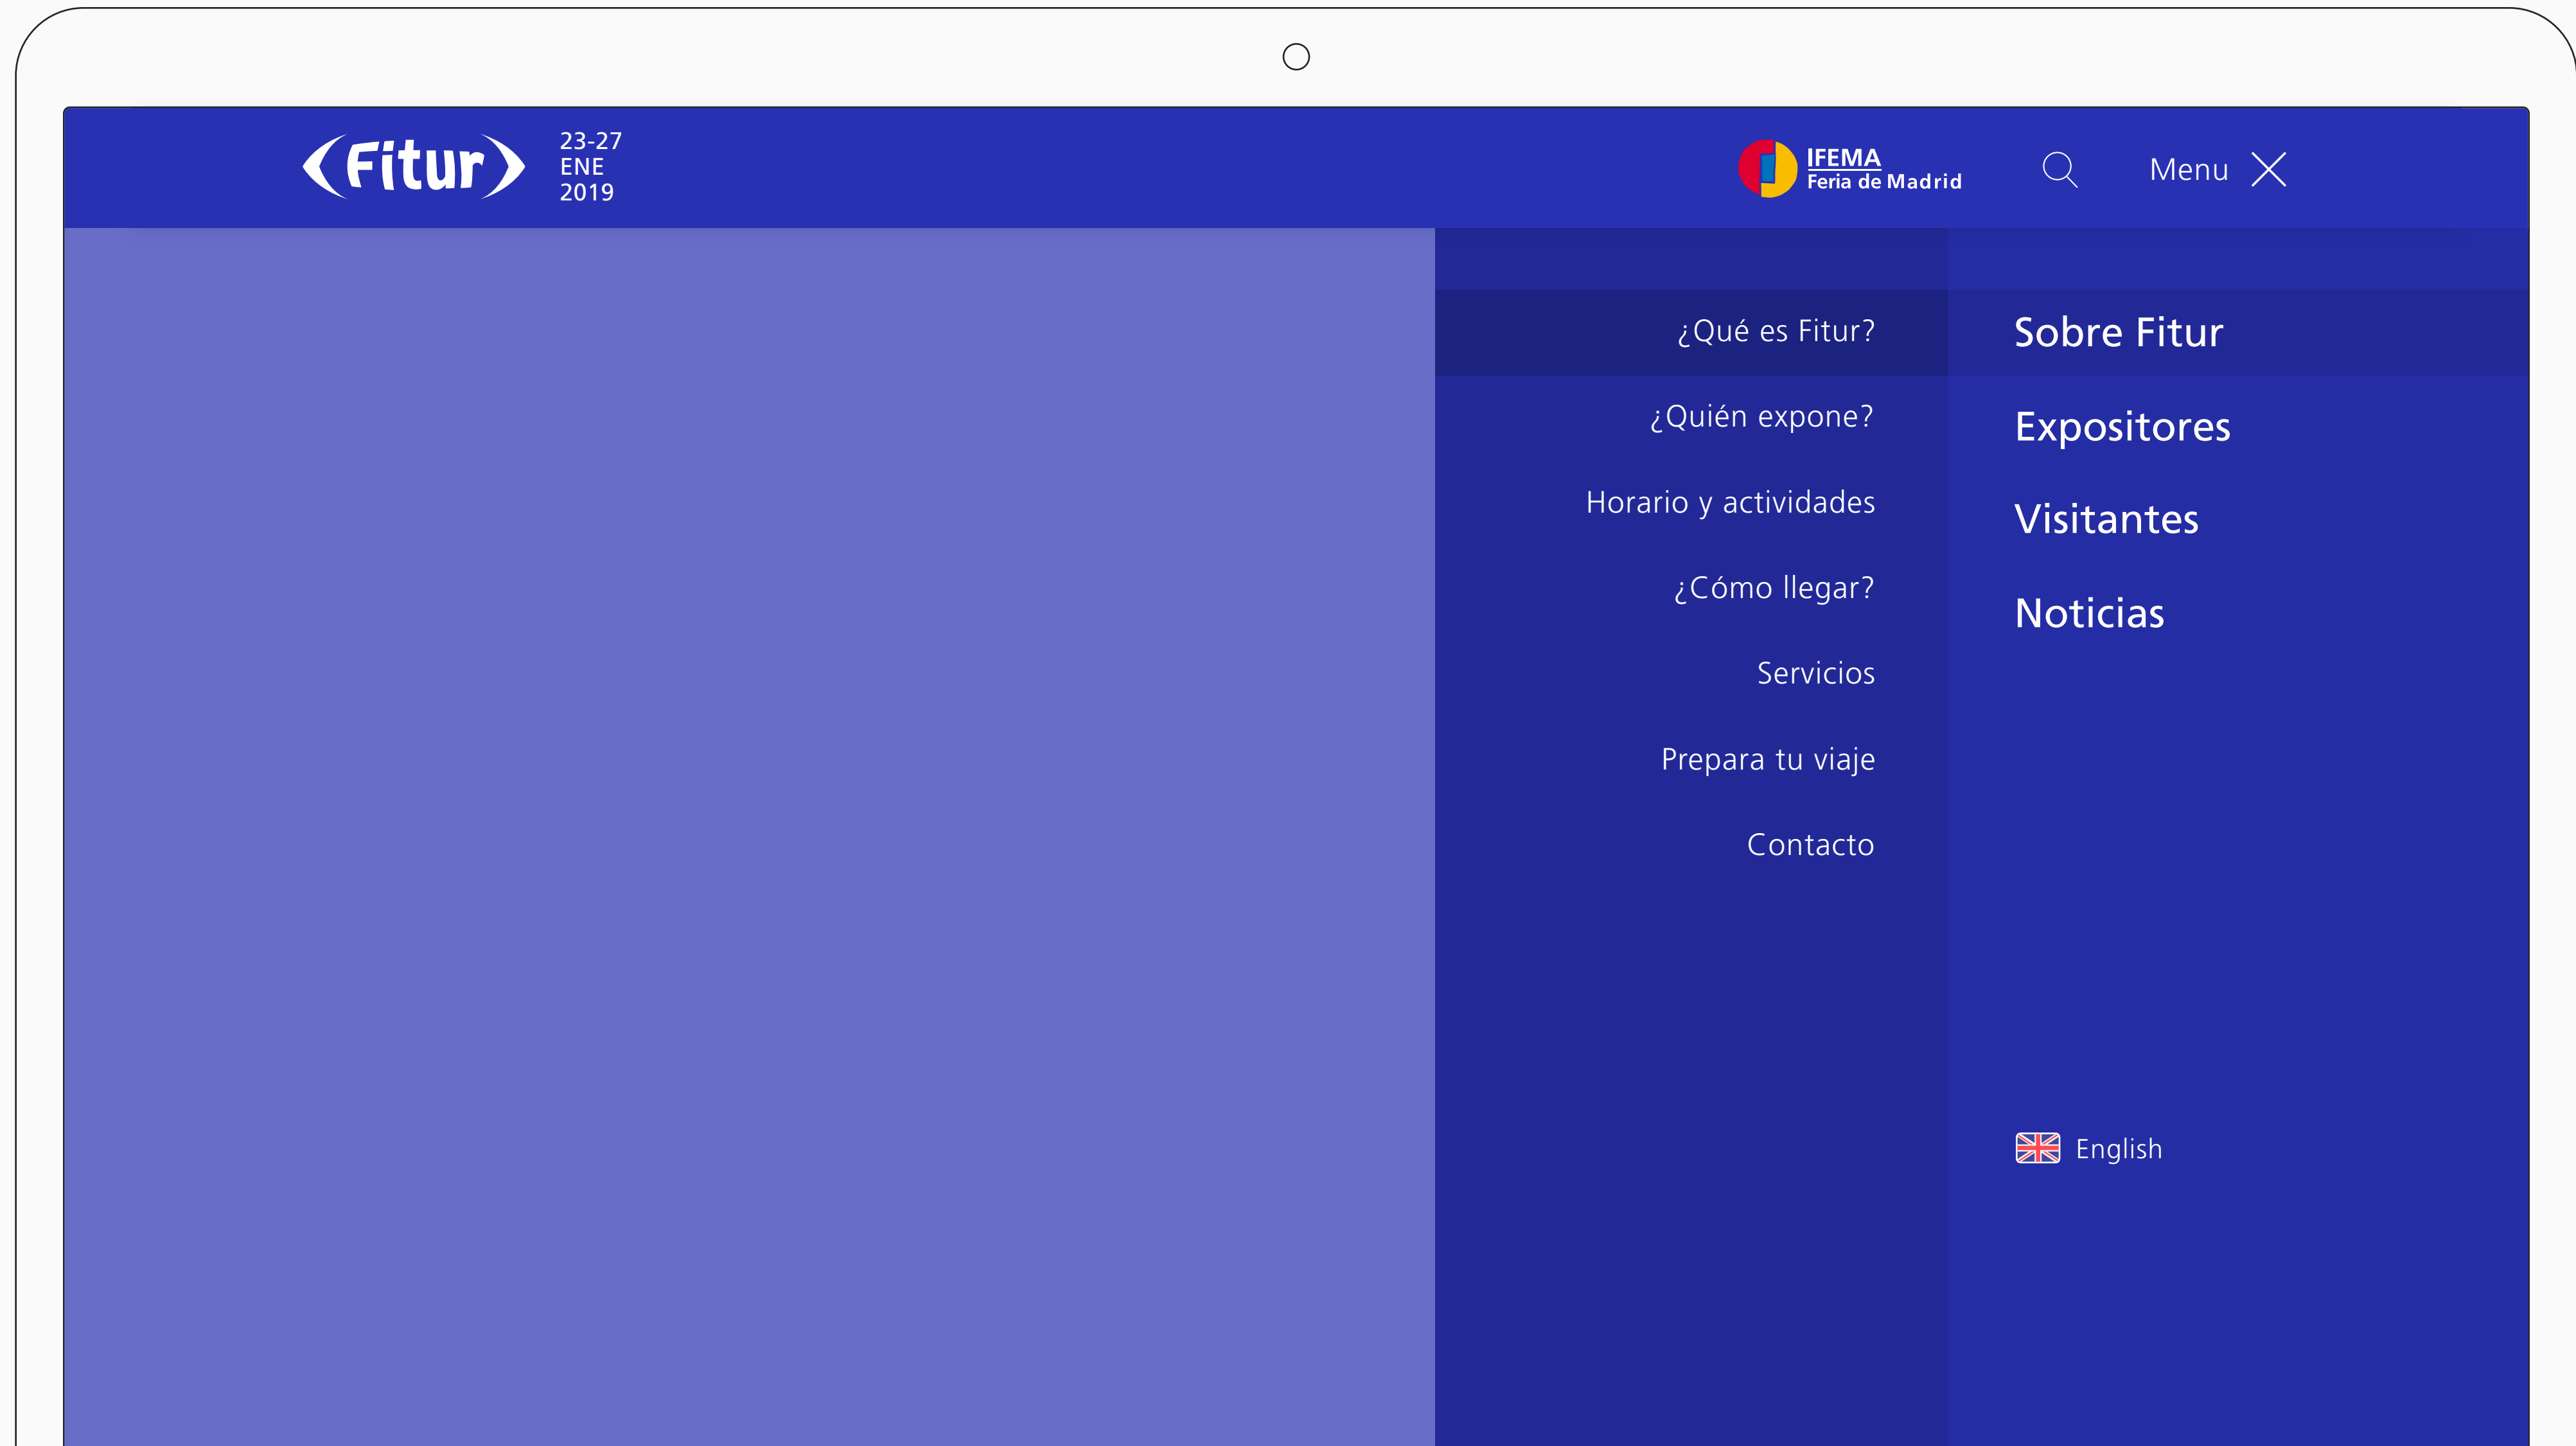 Fitur
23-27
ENE
2019
IFEMA
Feria de Madrid
Menu
¿Qué es Fitur?
¿Quién expone?
Horario y actividades
¿Cómo llegar?
Servicios
Prepara tu viaje
Contacto
Sobre Fitur
Expositores
Visitantes
Noticias
English